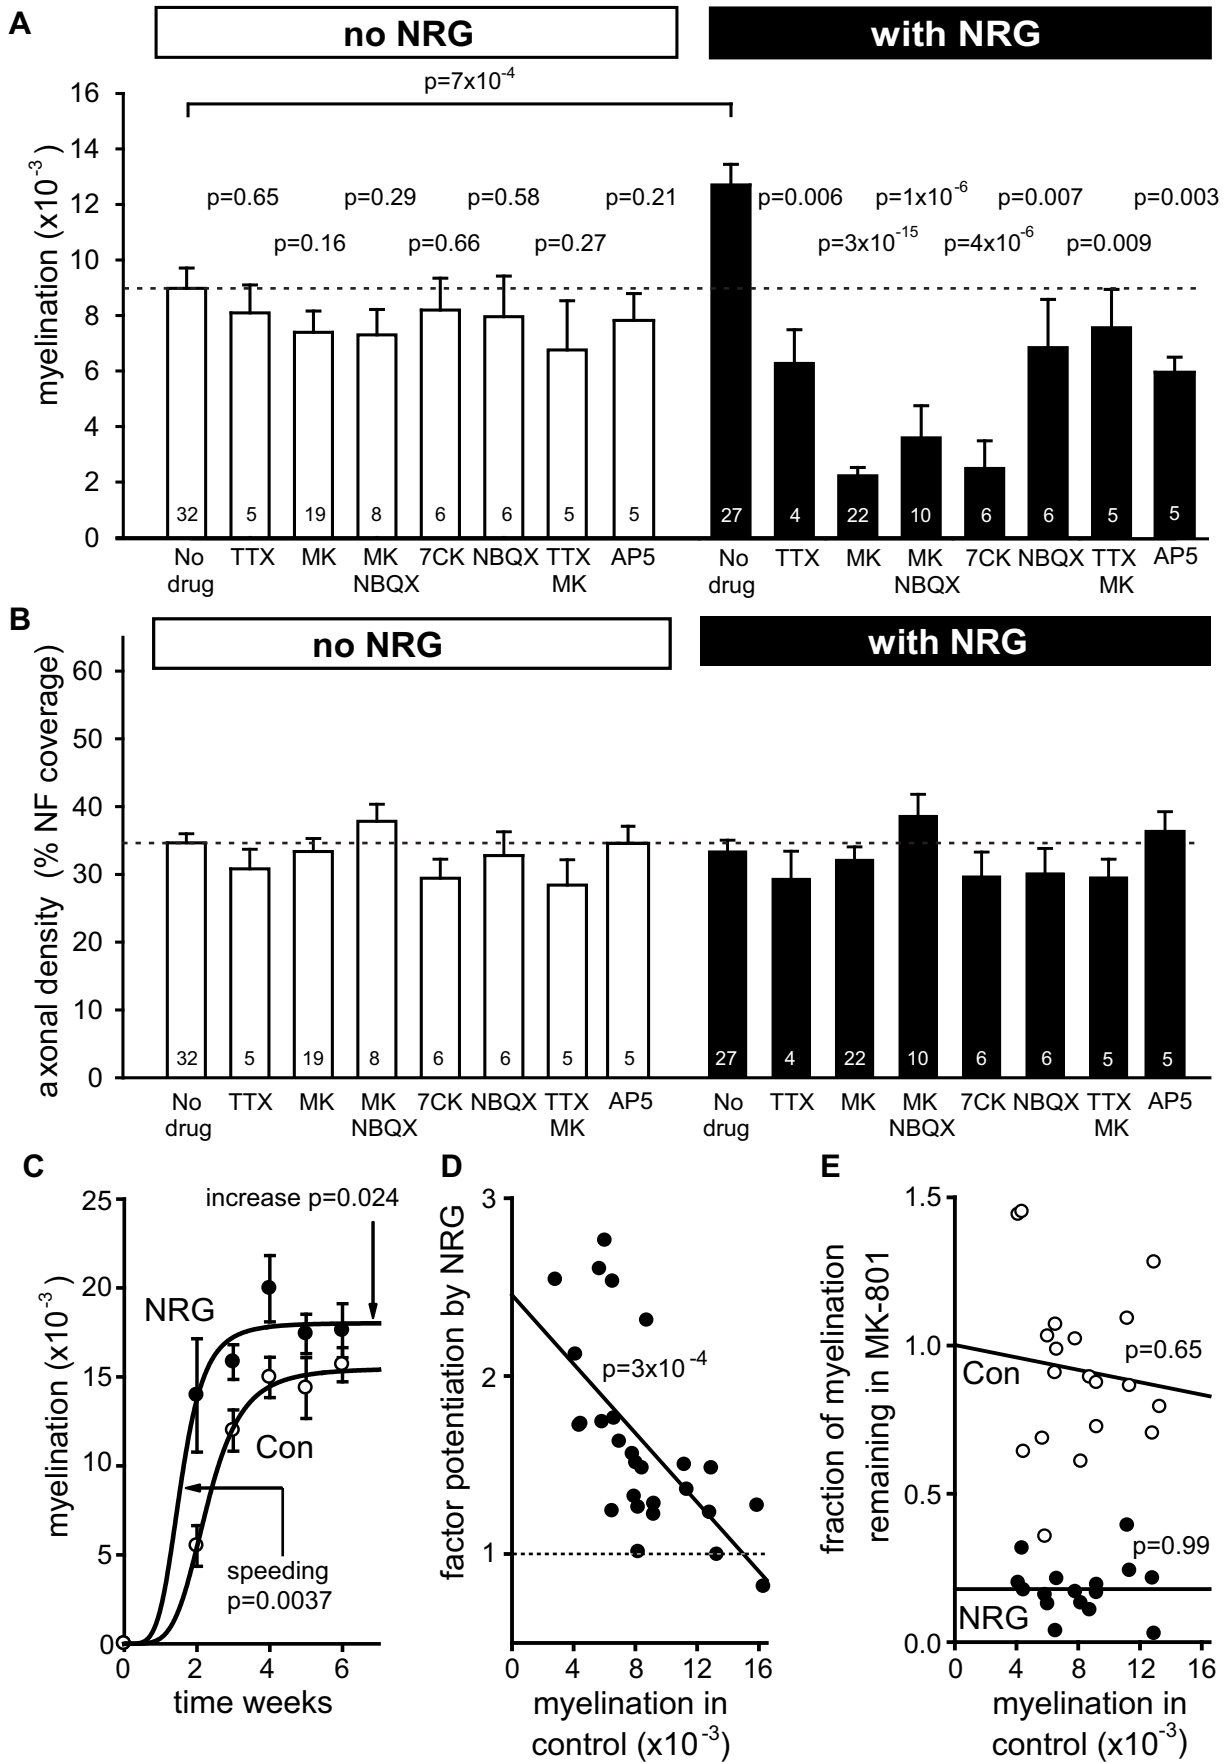 A
no NRG with NRG
p=7x10-4
16
14
12
10
8
6
4
2
0
myelination (x10-3)
p=0.65 p=0.29 p=0.58 p=0.21 p=0.006 p=1x10-6 p=0.007 p=0.003
p=0.16 p=0.66 p=0.27 p=3x10-15 p=4x10-6 p=0.009
32 5 19 8 6 6 5 5 27 4 22 10 6 6 5 5
No TTX MK MK 7CK NBQX TTX AP5 No TTX MK MK 7CK NBQX TTX AP5
drug NBQX MK drug NBQX MK
B
no NRG with NRG
60
50
40
30
20
10
0
axonal density (% NF coverage)
32 5 19 8 6 6 5 5 27 4 22 10 6 6 5 5
No TTX MK MK 7CK NBQX TTX AP5 No TTX MK MK 7CK NBQX TTX AP5
drug NBQX MK drug NBQX MK
C
25
20
15
10
5
0
myelination (x10-3)
increase p=0.024
NRG
Con
speeding
p=0.0037
0 2 4 6
time weeks
D
3
2
1
factor potentiation by NRG
p=3x10-4
0 4 8 12 16
myelination in
control (x10-3)
E
1.5
1.0
0.5
0.0
fraction of myelination
remaining in MK-801
p=0.65
Con
p=0.99
NRG
0 4 8 12 16
myelination in
control (x10-3)